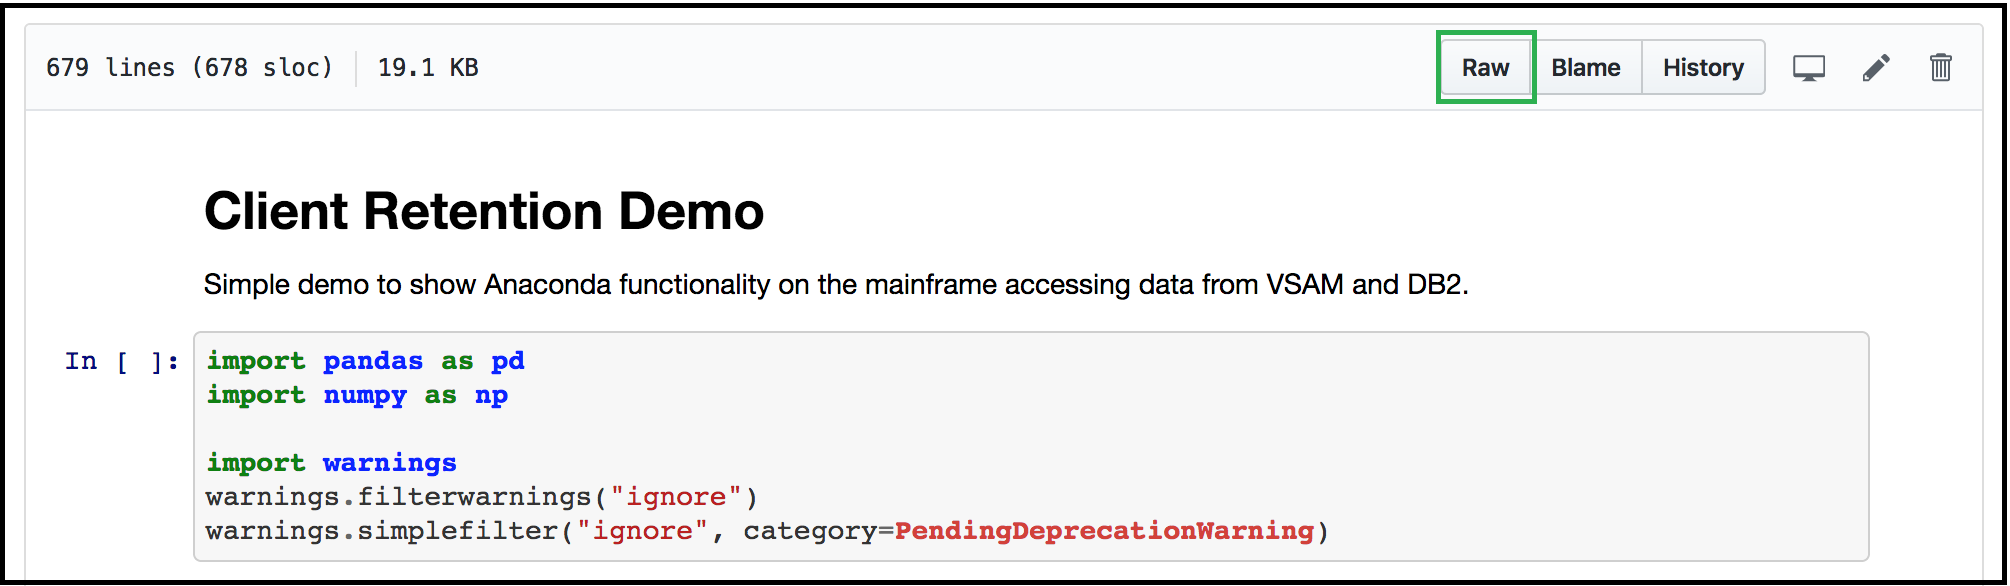 679 lines (678 sloc) 19.1 KB Raw Blame History
Client Retention Demo
Simple demo to show Anaconda functionality on the mainframe accessing data from VSAM and DB2.
In [ ]: import pandas as pd
import numpy as np
import warnings
warnings.filterwarnings("ignore")
warnings.simplefilter("ignore", category=PendingDeprecationWarning)